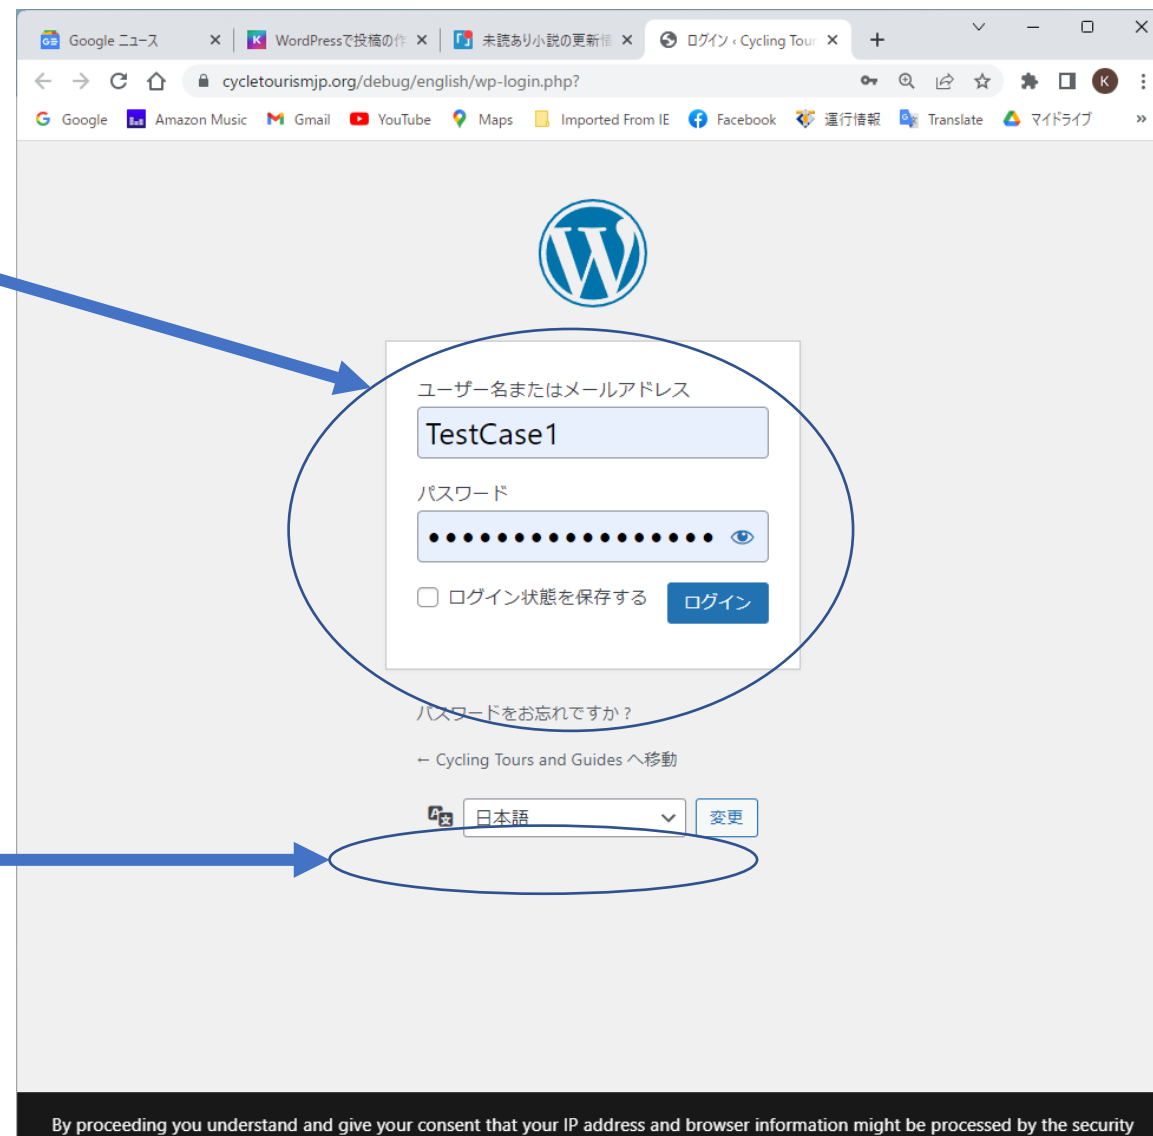 Google ニュース
WordPressで投稿の作
未読あり小説の更新情
ログイン ‹ Cycling Tour
cycletourismjp.org/debug/english/wp-login.php?
K
Google Amazon Music Gmail YouTube Maps Imported From IE Facebook 運行情報 Translate マイドライブ »
ユーザー名またはメールアドレス
TestCase1
パスワード
ログイン状態を保存する
ログイン
パスワードをお忘れですか ?
← Cycling Tours and Guides へ移動
日本語
変更
By proceeding you understand and give your consent that your IP address and browser information might be processed by the security